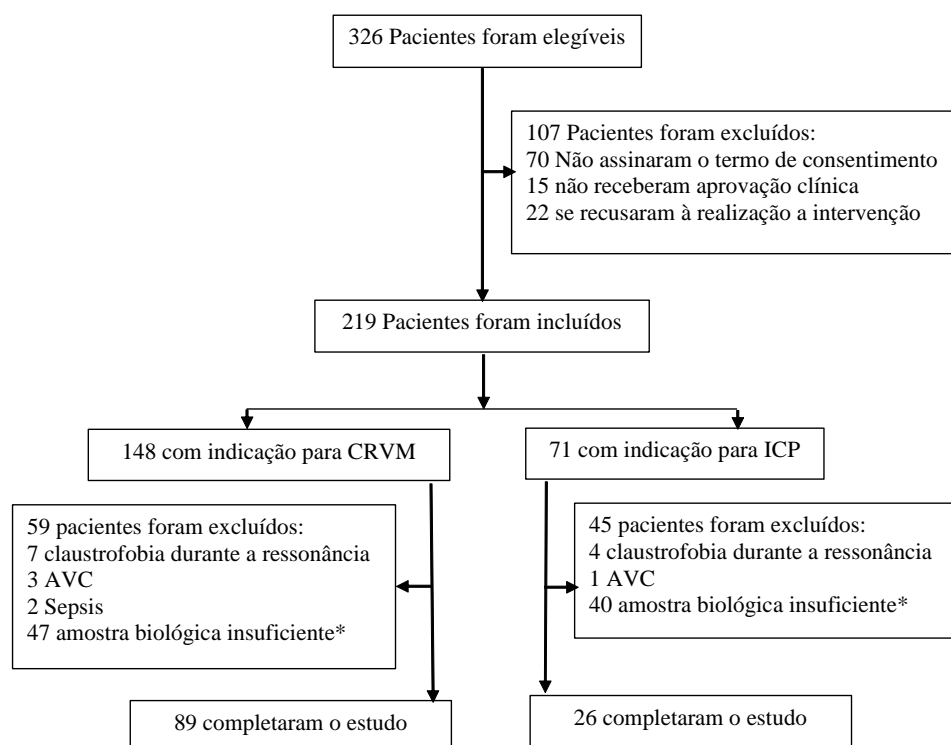 326 Pacientes foram elegíveis
107 Pacientes foram excluídos:
70 Não assinaram o termo de consentimento
15 não receberam aprovação clínica
22 se recusaram à realização a intervenção
219 Pacientes foram incluídos
148 com indicação para CRVM
71 com indicação para ICP
59 pacientes foram excluídos:
7 claustrofobia durante a ressonância
3 AVC
2 Sepsis
47 amostra biológica insuficiente*
45 pacientes foram excluídos:
4 claustrofobia durante a ressonância
1 AVC
40 amostra biológica insuficiente*
89 completaram o estudo
26 completaram o estudo